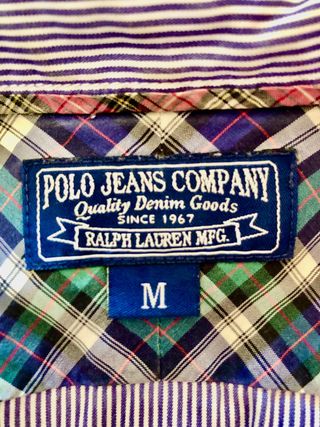 POLO JEANS COMPANY
Quality Denim Goods
SINCE 1967
RALPH LAUREN MFG.
M